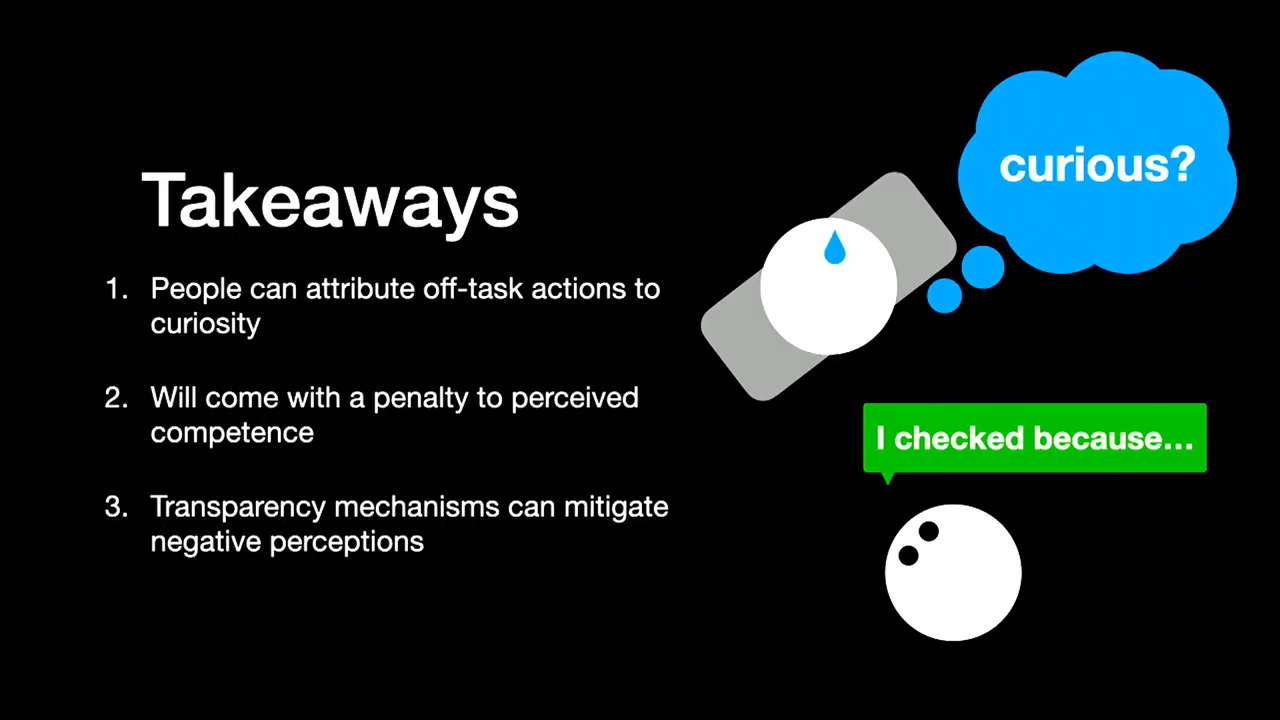 Takeaways
1. People can attribute off-task actions to
curiosity
2. Will come with a penalty to perceived
competence
3. Transparency mechanisms can mitigate
negative perceptions
curious?
I checked because...